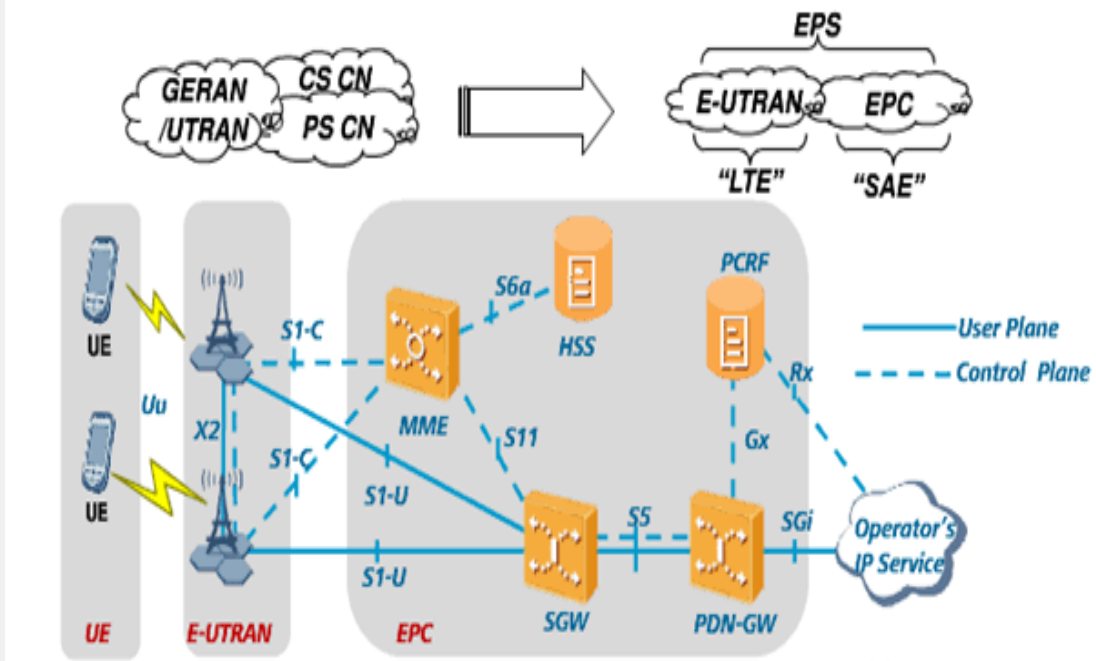 EPS
GERAN
/UTRAN
CS CN
PS CN
E-UTRAN
EPC
“LTE”
“SAE”
UE
Uu
UE
UE
X2
E-UTRAN
S1-C
S1-C
S1-U
S1-U
MME
S6a
HSS
S11
SGW
S5
PCRF
Gx
Rx
PDN-GW
SGi
Operator's
IP Service
EPC
User Plane
Control Plane